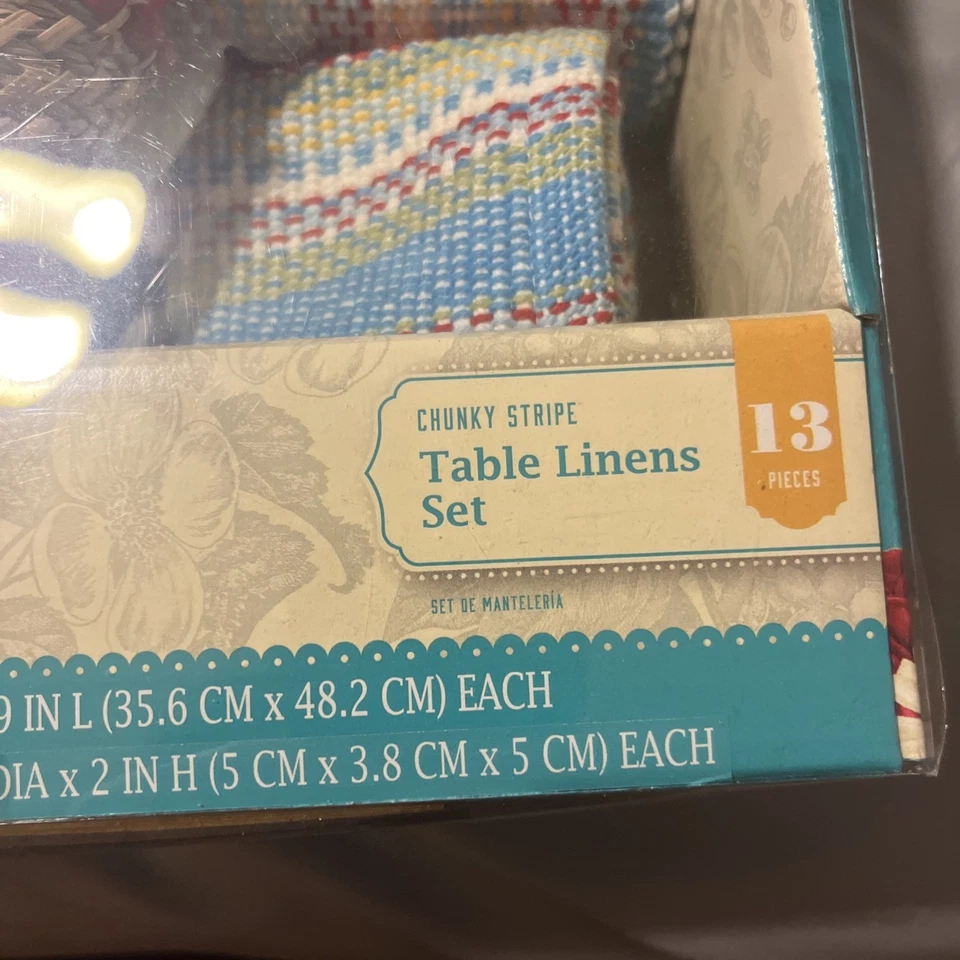 CHUNKY STRIPE
Table Linens
Set
13
PIECES
SET DE MANTELERÍA
9 IN L (35.6 CM x 48.2 CM) EACH
DIA x 2 IN H (5 CM x 3.8 CM x 5 CM) EACH